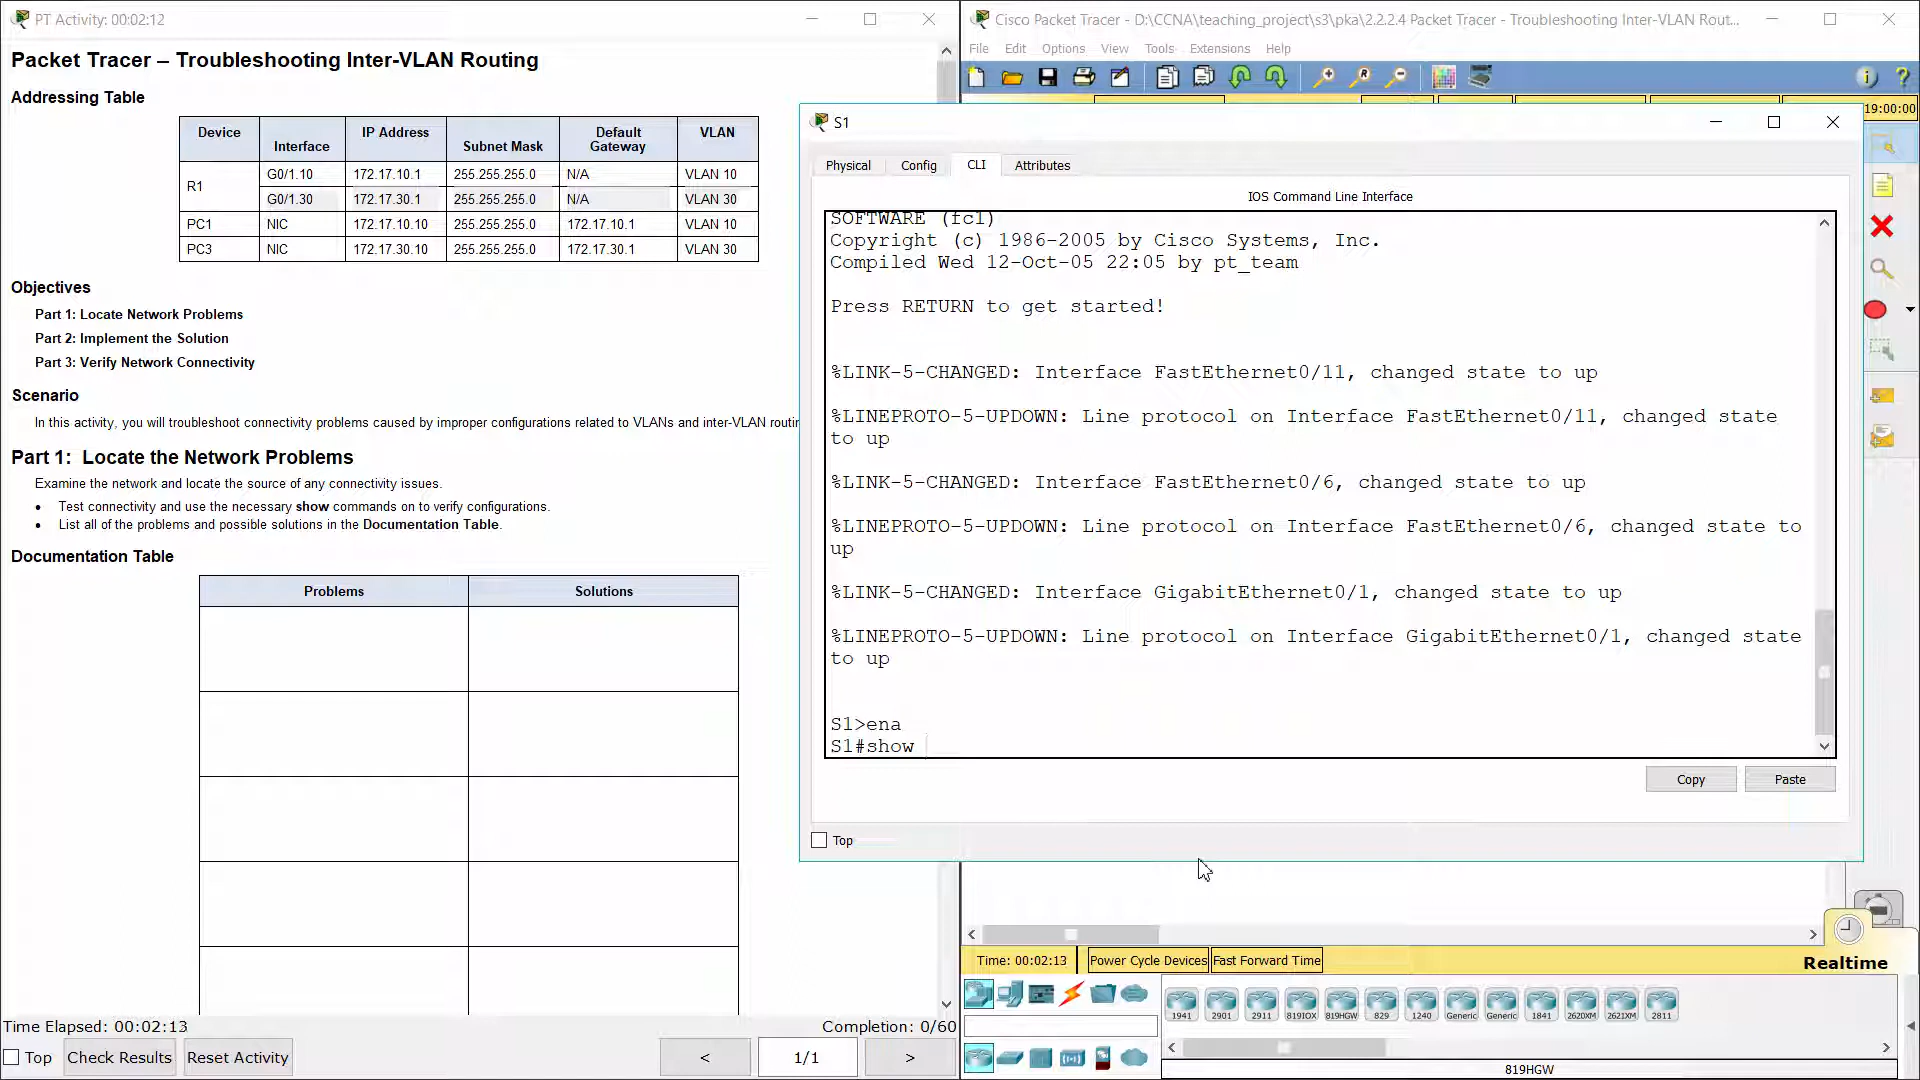 PT Activity: 00:02:12
Packet Tracer – Troubleshooting Inter-VLAN Routing
Addressing Table
Device Interface IP Address Subnet Mask Default Gateway VLAN
R1 G0/1.10 172.17.10.1 255.255.255.0 N/A VLAN 10
G0/1.30 172.17.30.1 255.255.255.0 N/A VLAN 30
PC1 NIC 172.17.10.10 255.255.255.0 172.17.10.1 VLAN 10
PC3 NIC 172.17.30.10 255.255.255.0 172.17.30.1 VLAN 30
Objectives
Part 1: Locate Network Problems
Part 2: Implement the Solution
Part 3: Verify Network Connectivity
Scenario
In this activity, you will troubleshoot connectivity problems caused by improper configurations related to VLANs and inter-VLAN routin
Part 1: Locate the Network Problems
Examine the network and locate the source of any connectivity issues.
• Test connectivity and use the necessary show commands on to verify configurations.
• List all of the problems and possible solutions in the Documentation Table.
Documentation Table
Problems Solutions
Time Elapsed: 00:02:13 Completion: 0/60
Top Check Results Reset Activity < 1/1 >
Cisco Packet Tracer - D:\CCNA\teaching_project\s3\pka\2.2.2.4 Packet Tracer - Troubleshooting Inter-VLAN Rout...
File Edit Options View Tools Extensions Help
19:00:00
S1
Physical Config CLI Attributes
IOS Command Line Interface
SOFTWARE (fc1)
Copyright (c) 1986-2005 by Cisco Systems, Inc.
Compiled Wed 12-Oct-05 22:05 by pt_team
Press RETURN to get started!
%LINK-5-CHANGED: Interface FastEthernet0/11, changed state to up
%LINEPROTO-5-UPDOWN: Line protocol on Interface FastEthernet0/11, changed state
to up
%LINK-5-CHANGED: Interface FastEthernet0/6, changed state to up
%LINEPROTO-5-UPDOWN: Line protocol on Interface FastEthernet0/6, changed state to
up
%LINK-5-CHANGED: Interface GigabitEthernet0/1, changed state to up
%LINEPROTO-5-UPDOWN: Line protocol on Interface GigabitEthernet0/1, changed state
to up
S1>ena
S1#show
Copy Paste
Top
Time: 00:02:13 Power Cycle Devices Fast Forward Time
Realtime
1941 2901 2911 819IOX 819HGW 829 1240 Generic Generic 1841 2620XM 2621XM 2811
819HGW